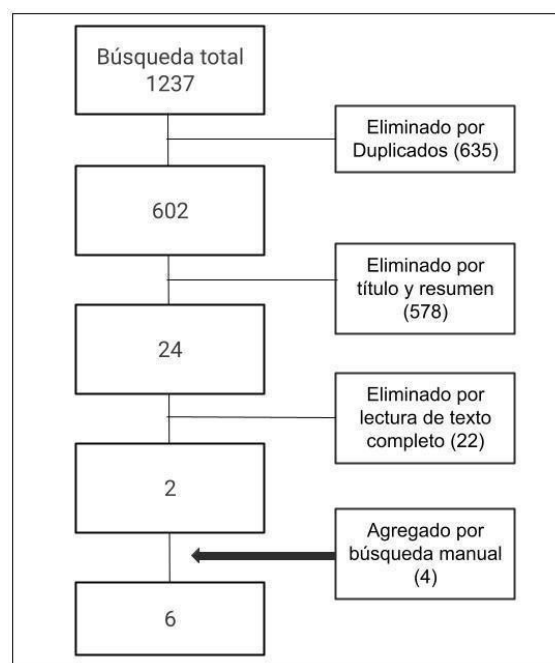 Búsqueda total
1237
Eliminado por
Duplicados (635)
602
Eliminado por
título y resumen
(578)
24
Eliminado por
lectura de texto
completo (22)
2
Agregado por
búsqueda manual
(4)
6